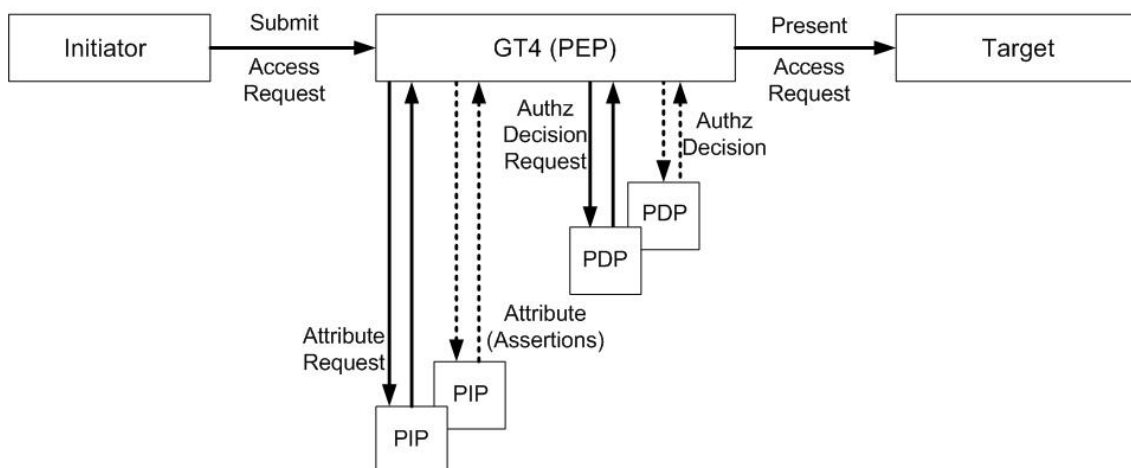 Initiator
Submit
Access
Request
GT4 (PEP)
Present
Access
Request
Target
Authz
Decision
Request
Authz
Decision
PDP
PDP
Attribute
Request
Attribute
(Assertions)
PIP
PIP